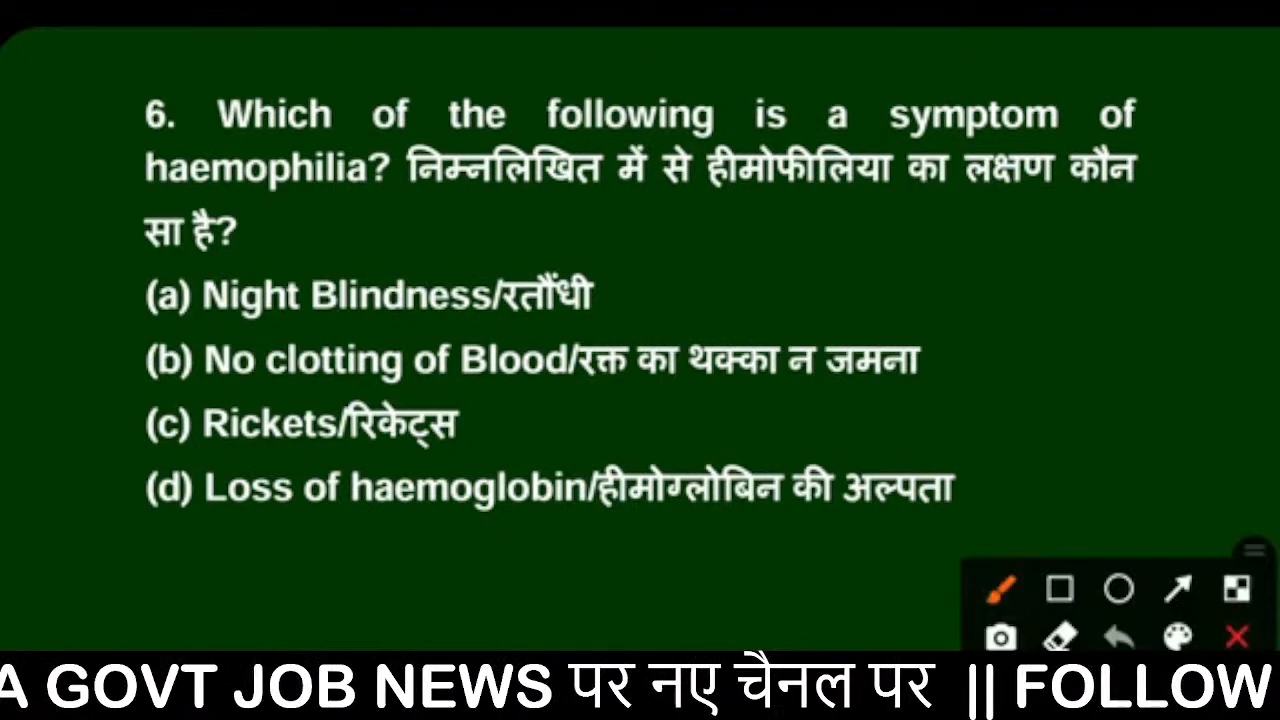 6. Which of the following is a symptom of
haemophilia? निम्नलिखित में से हीमोफीलिया का लक्षण कौन
सा है?
(a) Night Blindness/रतौंधी
(b) No clotting of Blood/रक्त का थक्का न जमना
(c) Rickets/रिकेट्स
(d) Loss of haemoglobin/हीमोग्लोबिन की अल्पता
A GOVT JOB NEWS पर नए चैनल पर || FOLLOW